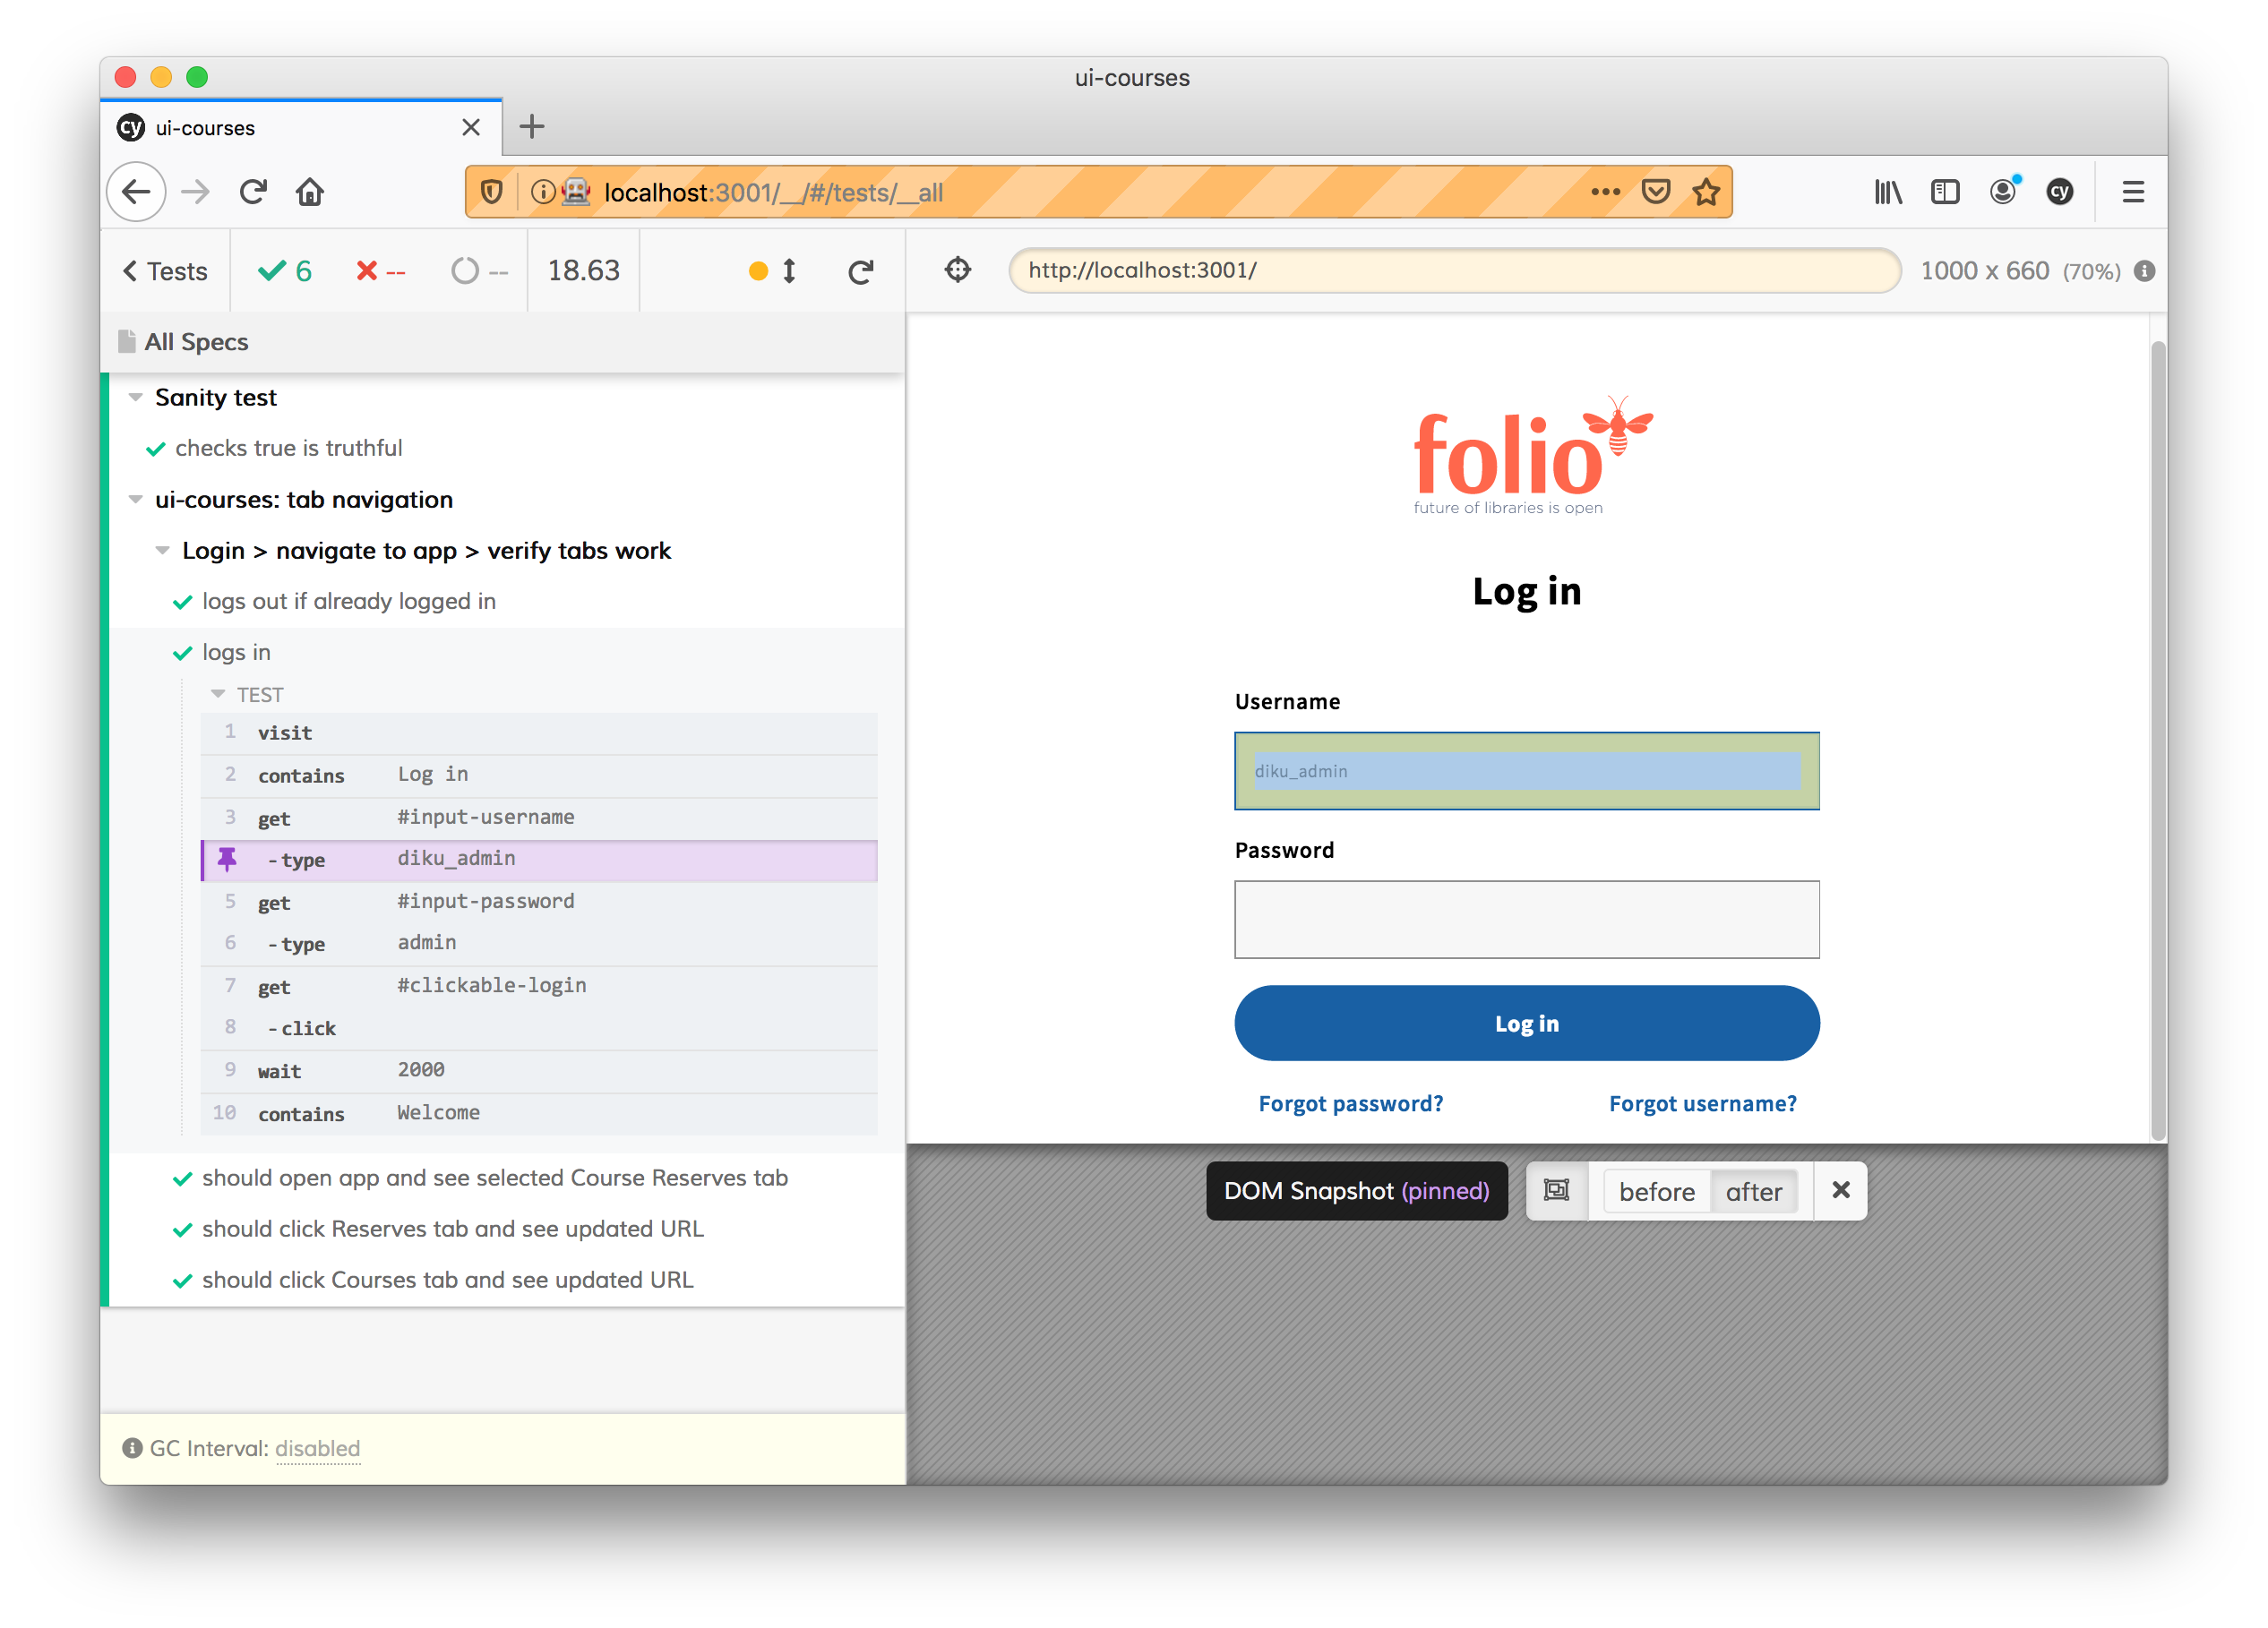 ui-courses
cy ui-courses
localhost:3001/__/#/tests/__all
cy
Tests 6 -- -- 18.63
http://localhost:3001/ 1000 x 660 (70%)
All Specs
Sanity test
checks true is truthful
ui-courses: tab navigation
Login > navigate to app > verify tabs work
logs out if already logged in
logs in
TEST
1 visit
2 contains Log in
3 get #input-username
- type diku_admin
5 get #input-password
6 - type admin
7 get #clickable-login
8 - click
9 wait 2000
10 contains Welcome
should open app and see selected Course Reserves tab
should click Reserves tab and see updated URL
should click Courses tab and see updated URL
GC Interval: disabled
folio
future of libraries is open
Log in
Username
diku_admin
Password
Log in
Forgot password? Forgot username?
DOM Snapshot (pinned) before after